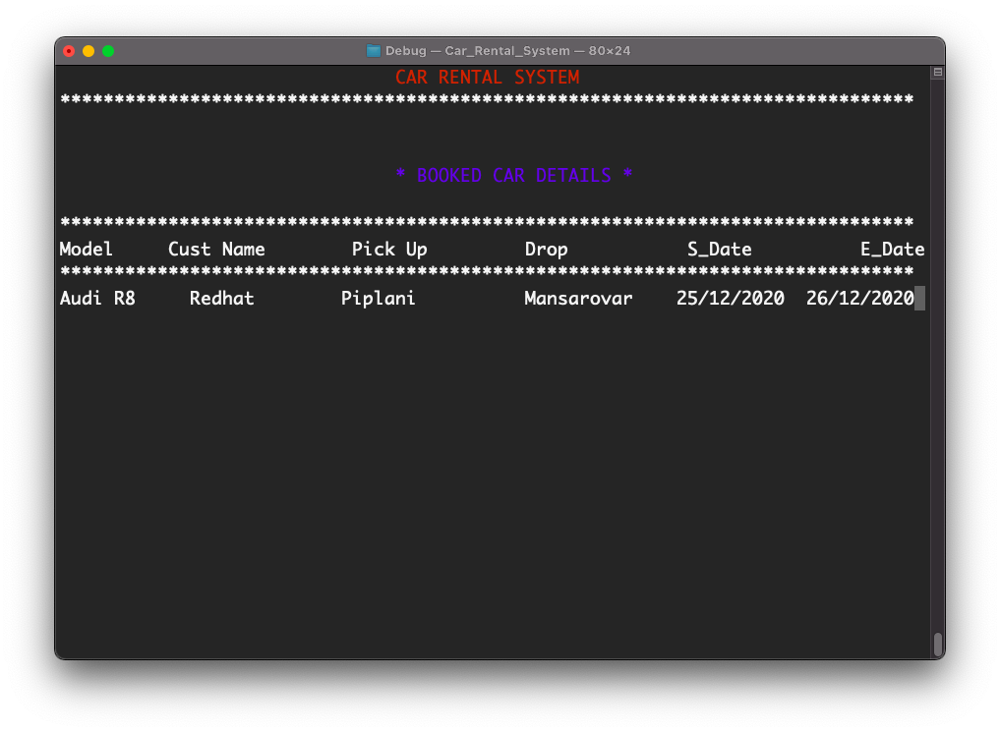 Debug — Car_Rental_System — 80×24
CAR RENTAL SYSTEM
*******************************************************************************
* BOOKED CAR DETAILS *
*******************************************************************************
Model Cust Name Pick Up Drop S_Date E_Date
*******************************************************************************
Audi R8 Redhat Piplani Mansarovar 25/12/2020 26/12/2020